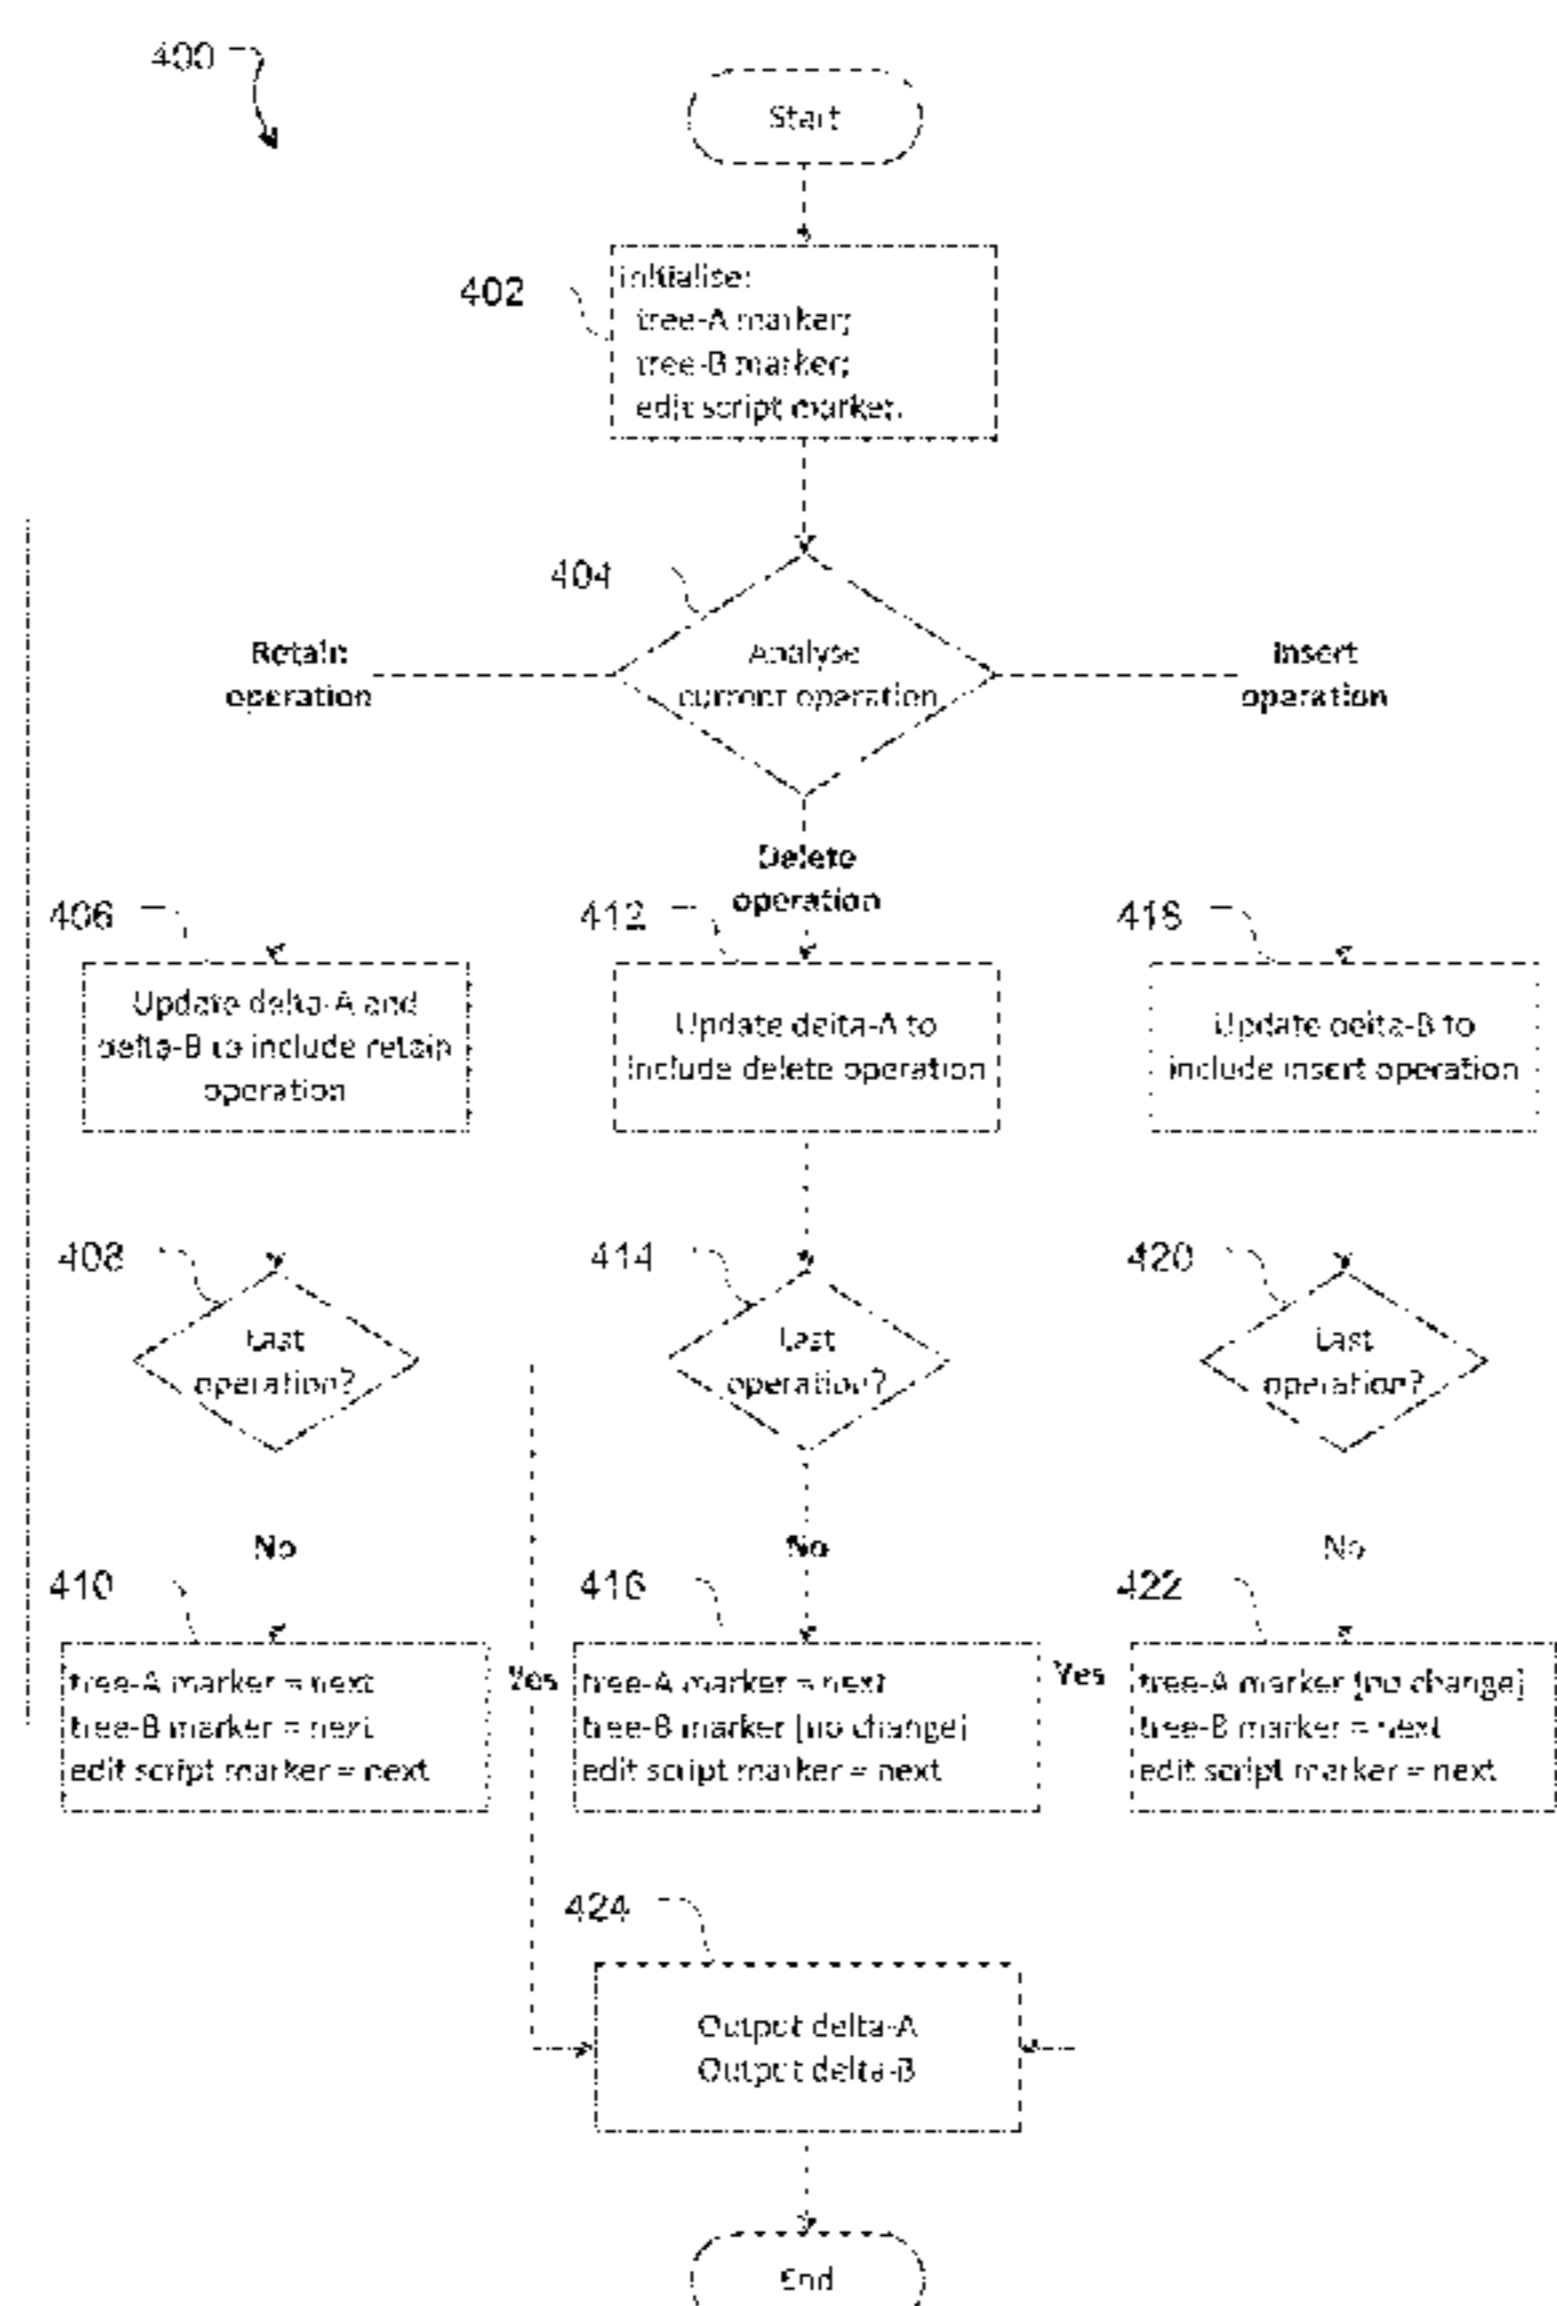 400
Start
402
initialise:
tree-A marker;
tree-B marker;
edit script marker.
404
Analyse
current operation
Retain
operation
Insert
operation
Delete
operation
406
Update delta-A and
delta-B to include retain
operation
412
Update delta-A to
include delete operation
418
Update delta-B to
include insert operation
408
Last
operation?
414
Last
operation?
420
Last
operation?
No
No
No
410
tree-A marker = next
tree-B marker = next
edit script marker = next
Yes
416
tree-A marker = next
tree-B marker [no change]
edit script marker = next
Yes
422
tree-A marker [no change]
tree-B marker = next
edit script marker = next
424
Output delta-A
Output delta-B
End